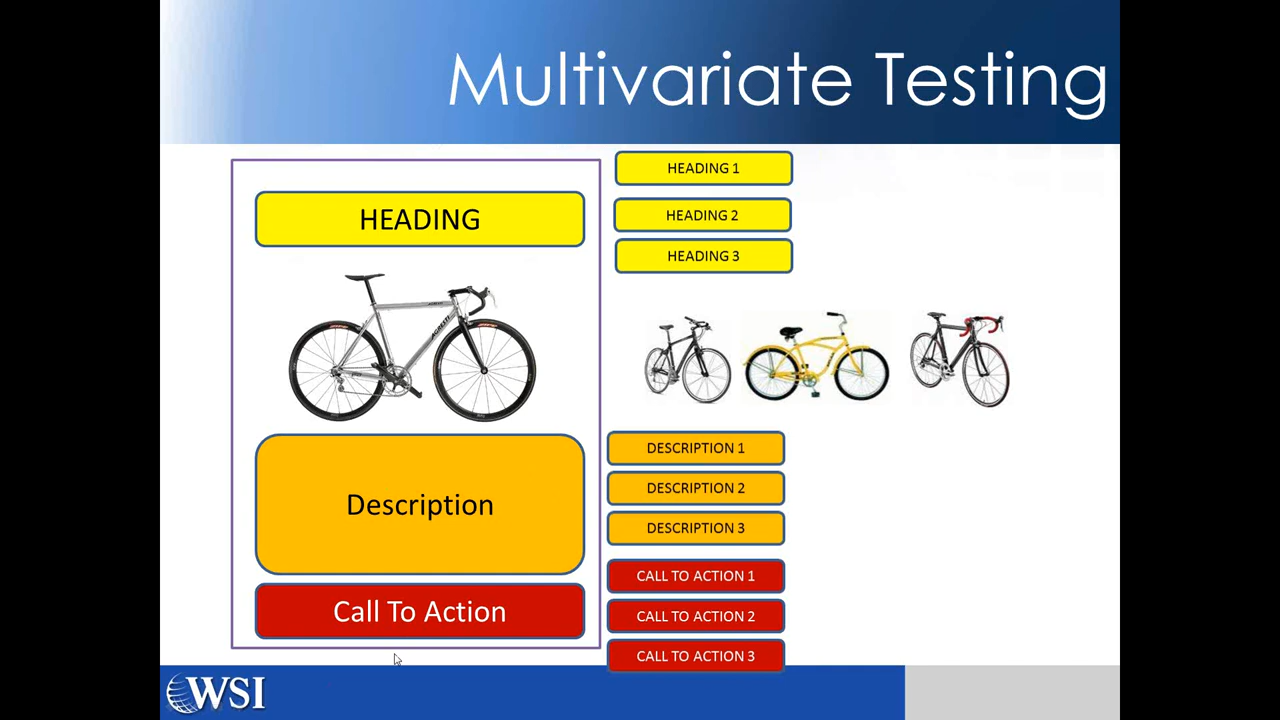 Multivariate Testing
HEADING
HEADING 1
HEADING 2
HEADING 3
Description
DESCRIPTION 1
DESCRIPTION 2
DESCRIPTION 3
Call To Action
CALL TO ACTION 1
CALL TO ACTION 2
CALL TO ACTION 3
WSI